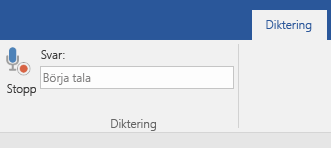 Diktering
Svar:
Börja tala
Stopp
Diktering